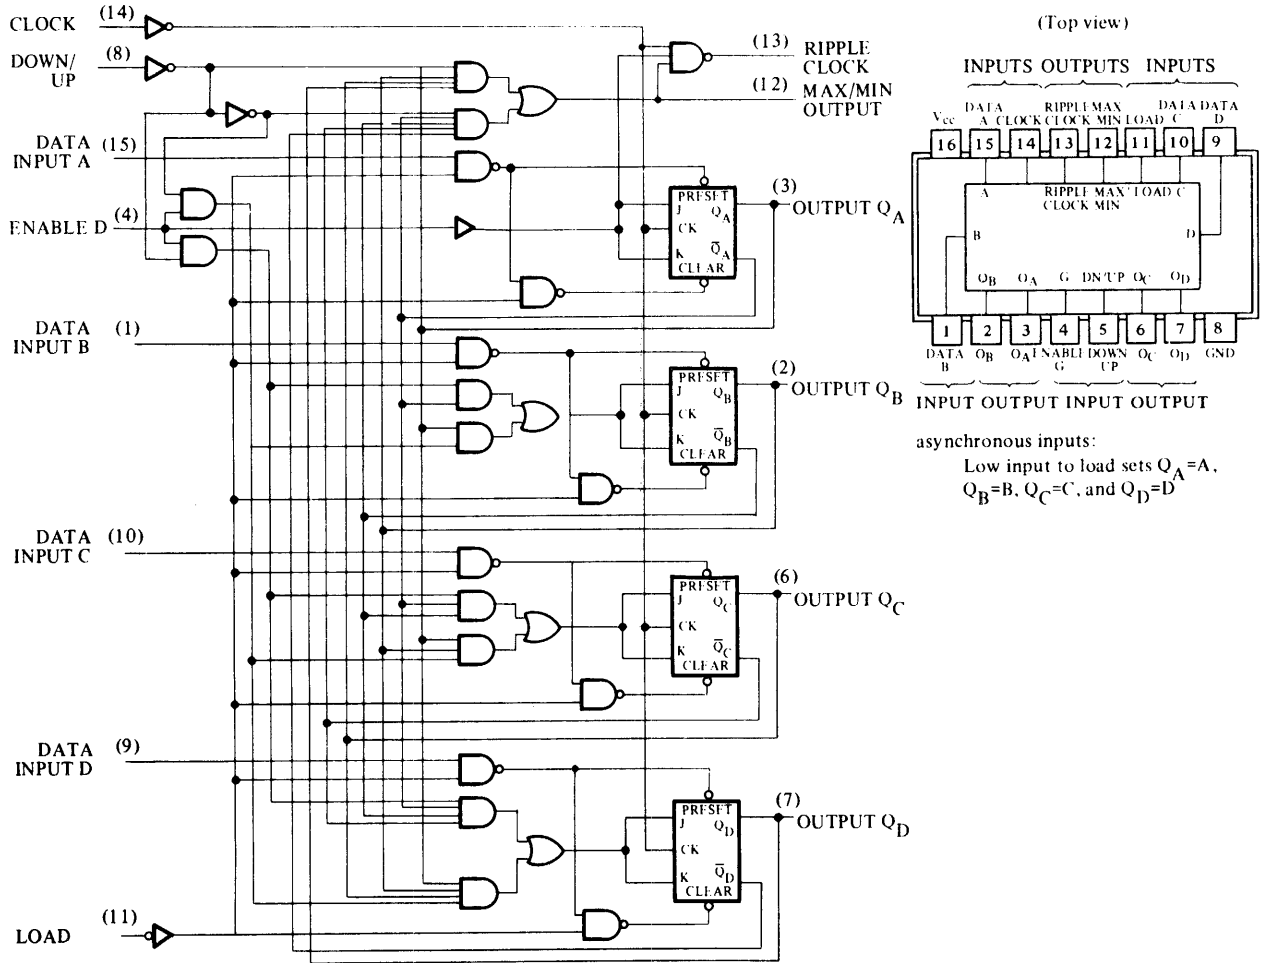 CLOCK (14)
DOWN/ (8)
UP
(13) RIPPLE
CLOCK
(12) MAX/MIN
OUTPUT
DATA (15)
INPUT A
ENABLE D (4)
PRESET
J QA
CK
K Q̅A
CLEAR
(3) OUTPUT QA
DATA (1)
INPUT B
PRESET
J QB
CK
K Q̅B
CLEAR
(2) OUTPUT QB
DATA (10)
INPUT C
PRESET
J QC
CK
K Q̅C
CLEAR
(6) OUTPUT QC
DATA (9)
INPUT D
PRESET
J QD
CK
K Q̅D
CLEAR
(7) OUTPUT QD
LOAD (11)
(Top view)
INPUTS OUTPUTS INPUTS
DATA RIPPLE MAX DATA DATA
Vcc A CLOCK CLOCK MIN LOAD C D
16 15 14 13 12 11 10 9
A RIPPLE MAX' LOAD C
CLOCK MIN
B D
QB QA G DN/UP QC QD
1 2 3 4 5 6 7 8
DATA QB QA ENABLE DOWN QC QD GND
B G UP
INPUT OUTPUT INPUT OUTPUT
asynchronous inputs:
Low input to load sets QA=A,
QB=B, QC=C, and QD=D